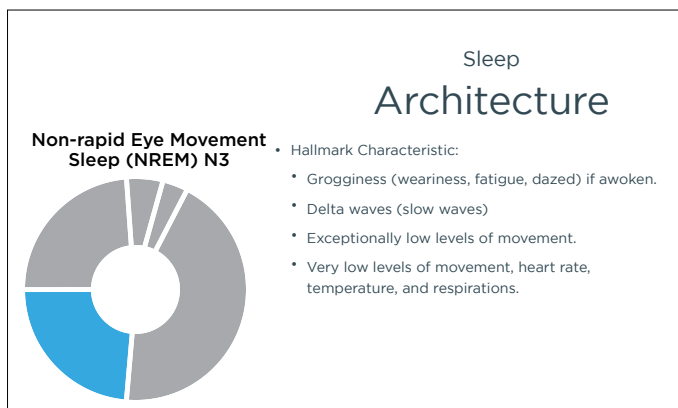 Sleep
Architecture
Non-rapid Eye Movement
Sleep (NREM) N3
• Hallmark Characteristic:
• Grogginess (weariness, fatigue, dazed) if awoken.
• Delta waves (slow waves)
• Exceptionally low levels of movement.
• Very low levels of movement, heart rate,
temperature, and respirations.